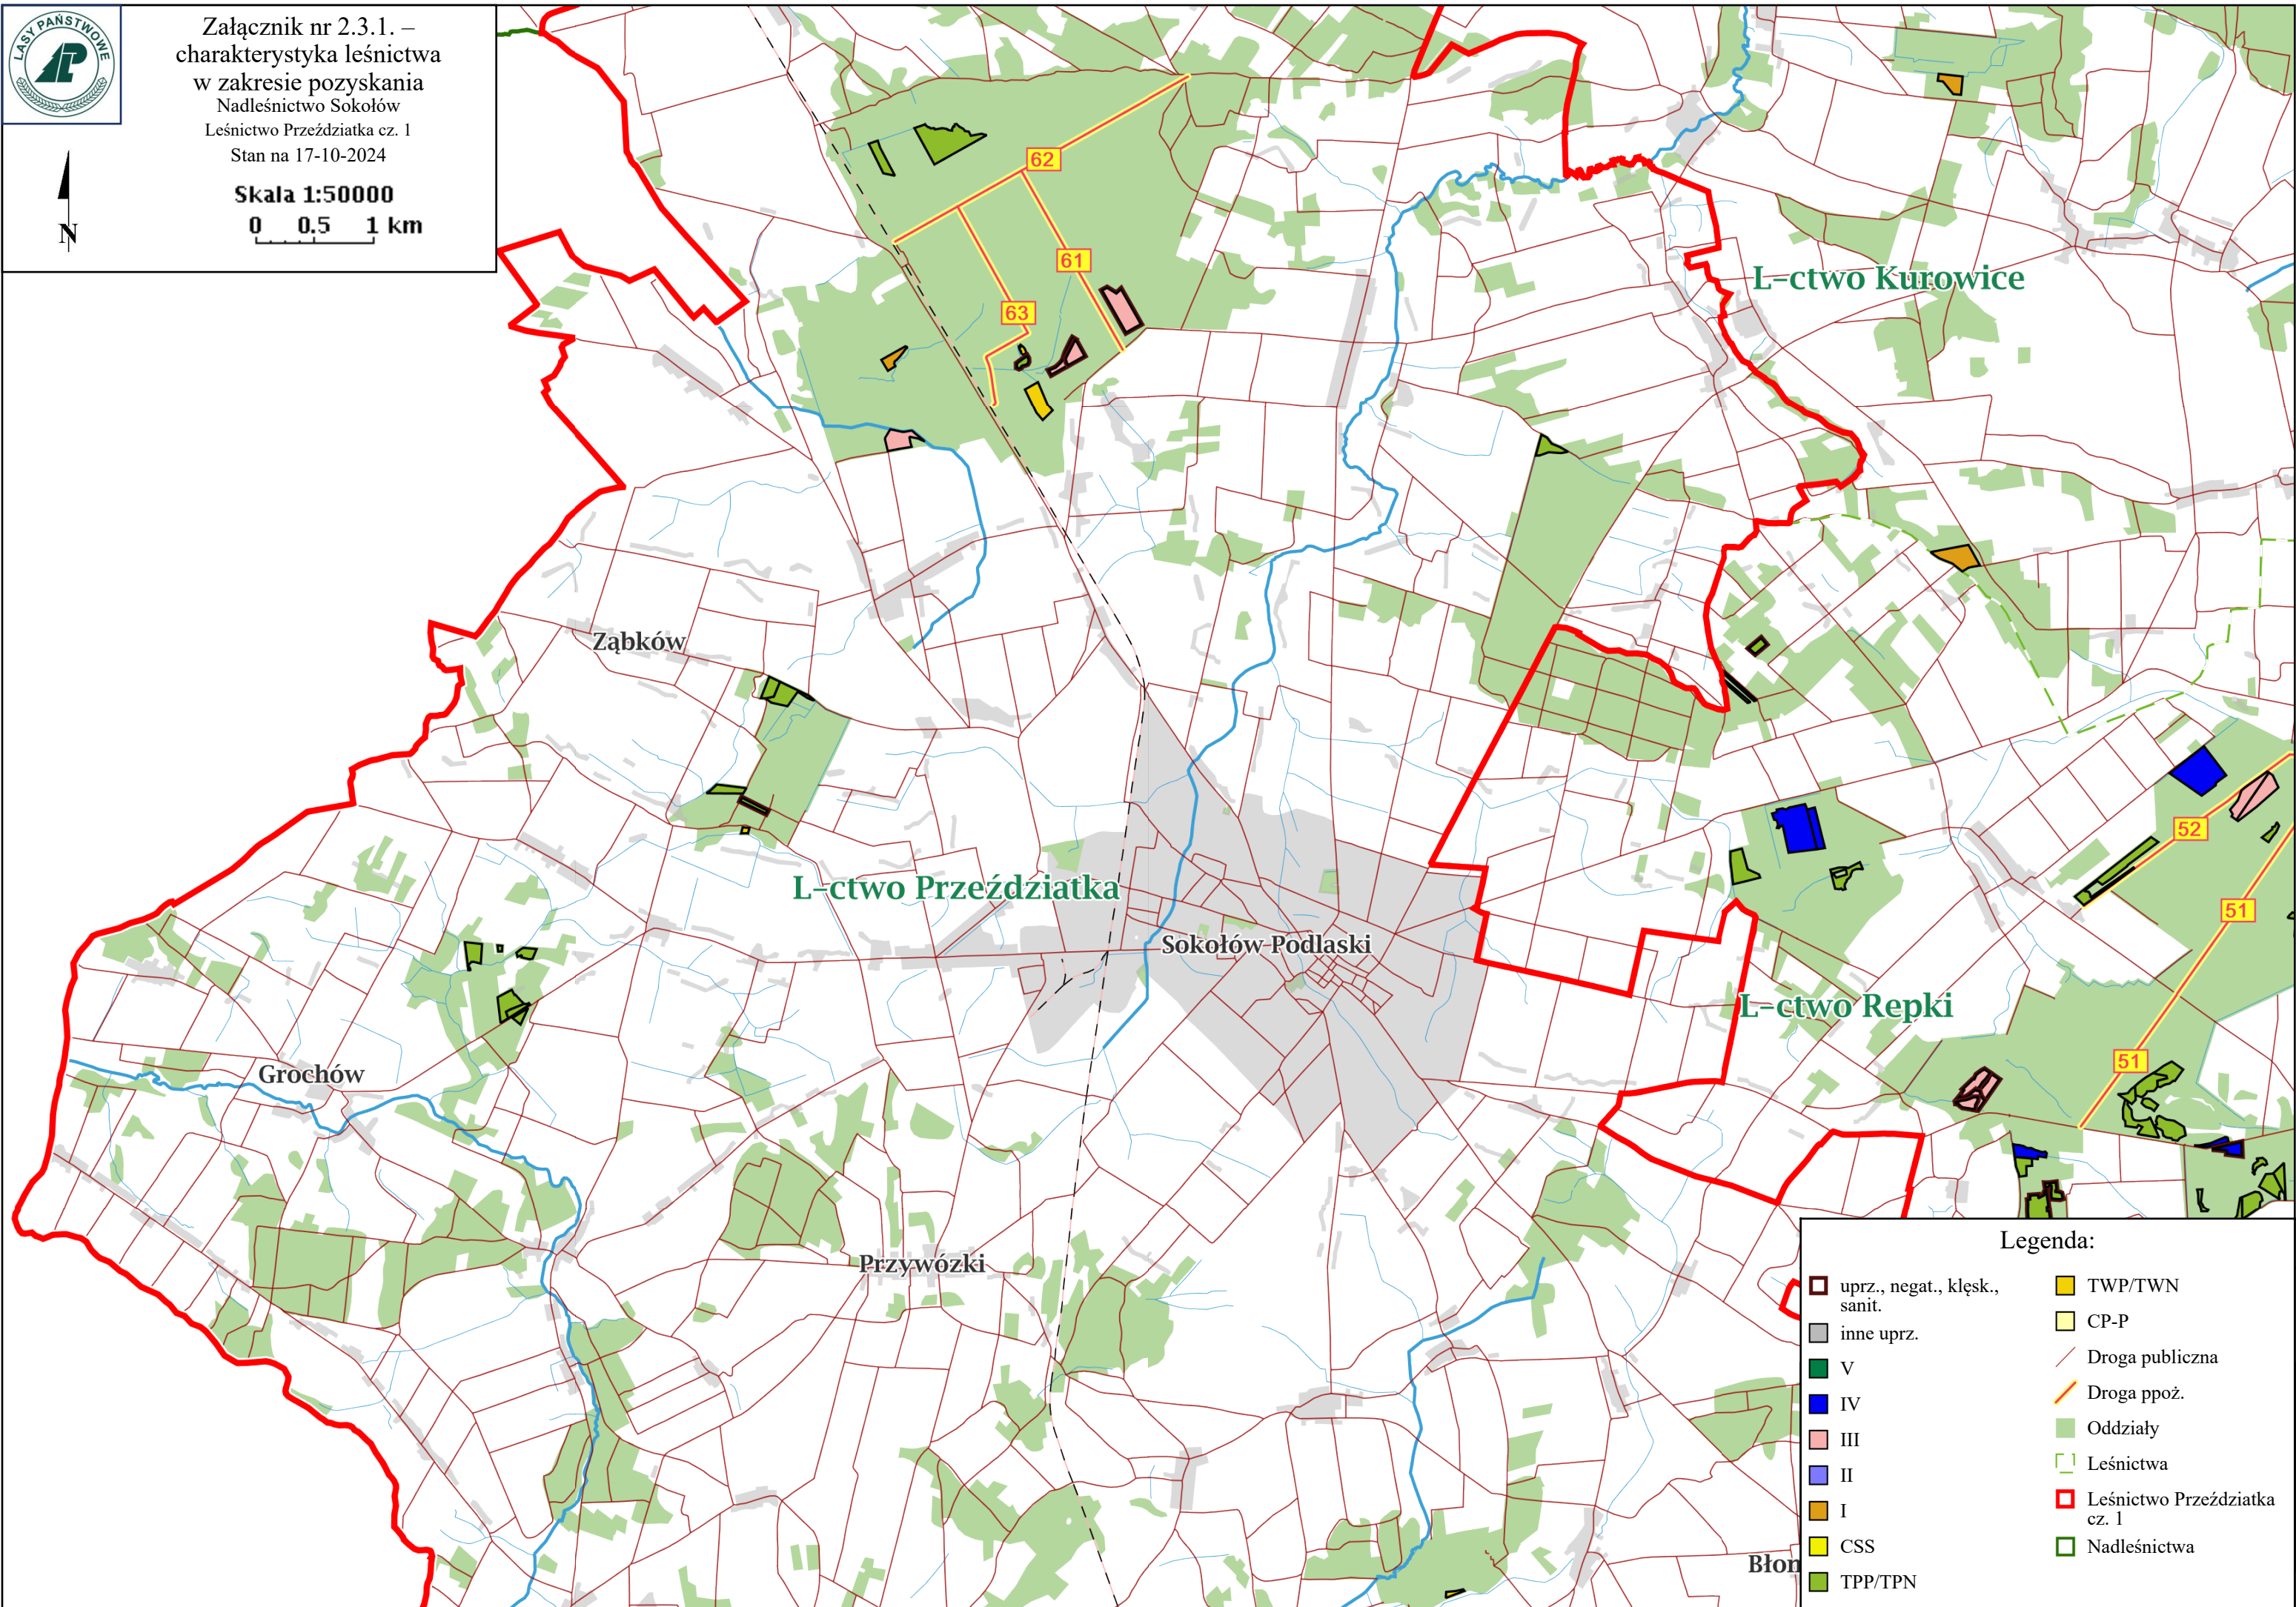 LASY PAŃSTWOWE
Załącznik nr 2.3.1. –
charakterystyka leśnictwa
w zakresie pozyskania
Nadleśnictwo Sokołów
Leśnictwo Przeździatka cz. 1
Stan na 17-10-2024
Skala 1:50000
0 0.5 1 km
N
62
61
63
L-ctwo Kurowice
Ząbków
52
L-ctwo Przeździatka
51
Sokołów Podlaski
L-ctwo Repki
51
Grochów
Przywózki
Błon
Legenda:
uprz., negat., klęsk.,
sanit.
inne uprz.
V
IV
III
II
I
CSS
TPP/TPN
TWP/TWN
CP-P
Droga publiczna
Droga ppoż.
Oddziały
Leśnictwa
Leśnictwo Przeździatka
cz. 1
Nadleśnictwa